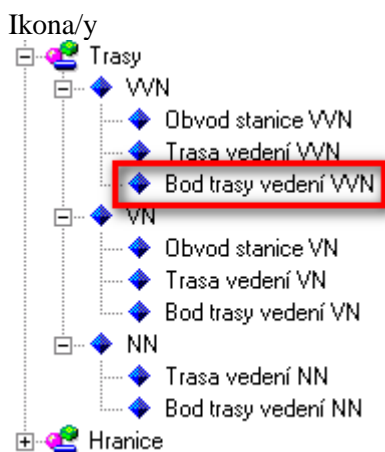 Ikona/y
Trasy
VVN
Obvod stanice VVN
Trasa vedení VVN
Bod trasy vedení VVN
VN
Obvod stanice VN
Trasa vedení VN
Bod trasy vedení VN
NN
Trasa vedení NN
Bod trasy vedení NN
Hranice